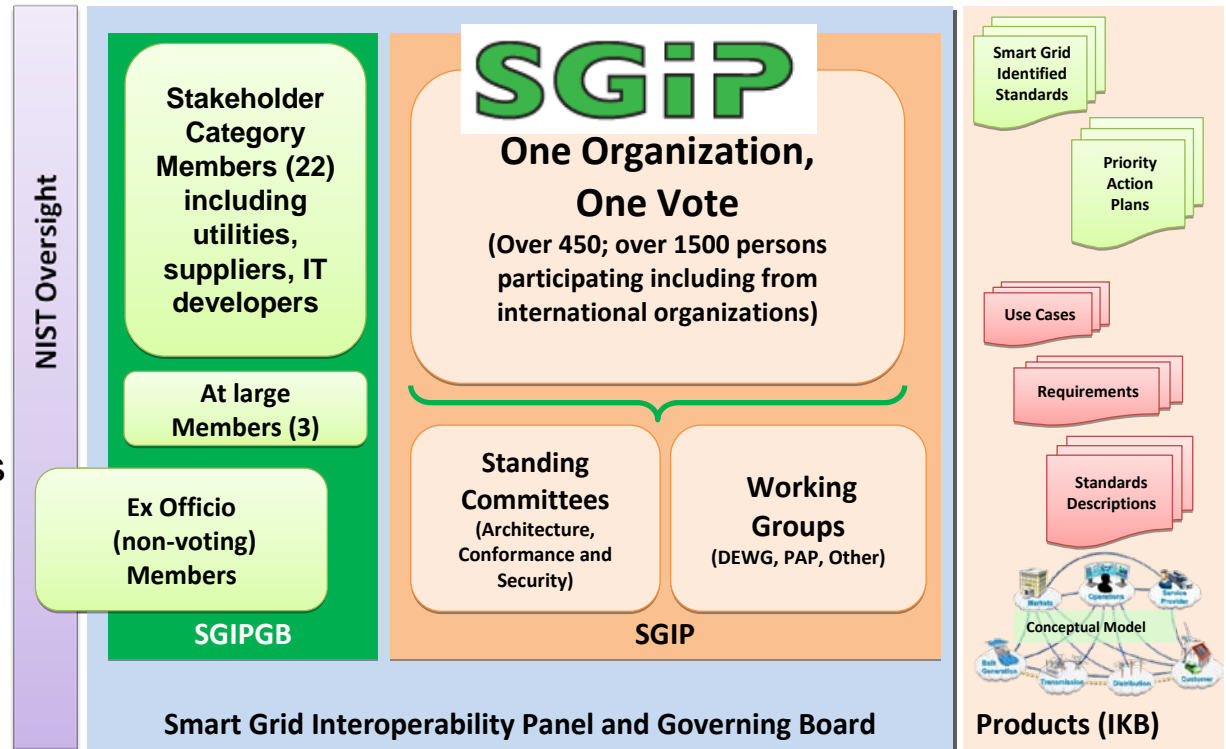 NIST Oversight
Stakeholder
Category
Members (22)
including
utilities,
suppliers, IT
developers
At large
Members (3)
Ex Officio
(non-voting)
Members
SGIPGB
SGiP
One Organization,
One Vote
(Over 450; over 1500 persons
participating including from
international organizations)
Standing
Committees
(Architecture,
Conformance and
Security)
Working
Groups
(DEWG, PAP, Other)
SGIP
Smart Grid Interoperability Panel and Governing Board
Smart Grid
Identified
Standards
Priority
Action
Plans
Use Cases
Requirements
Standards
Descriptions
Markets
Operations
Service
Provider
Conceptual Model
Bulk
Generation
Transmission
Distribution
Customer
Products (IKB)